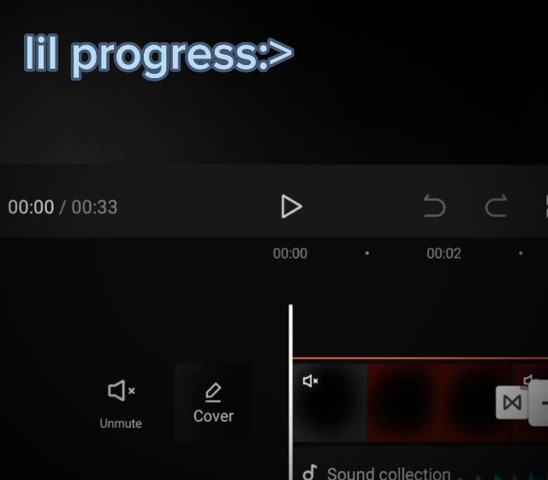 lil progress:>
00:00 / 00:33
00:00 00:02
Unmute
Cover
Sound collection